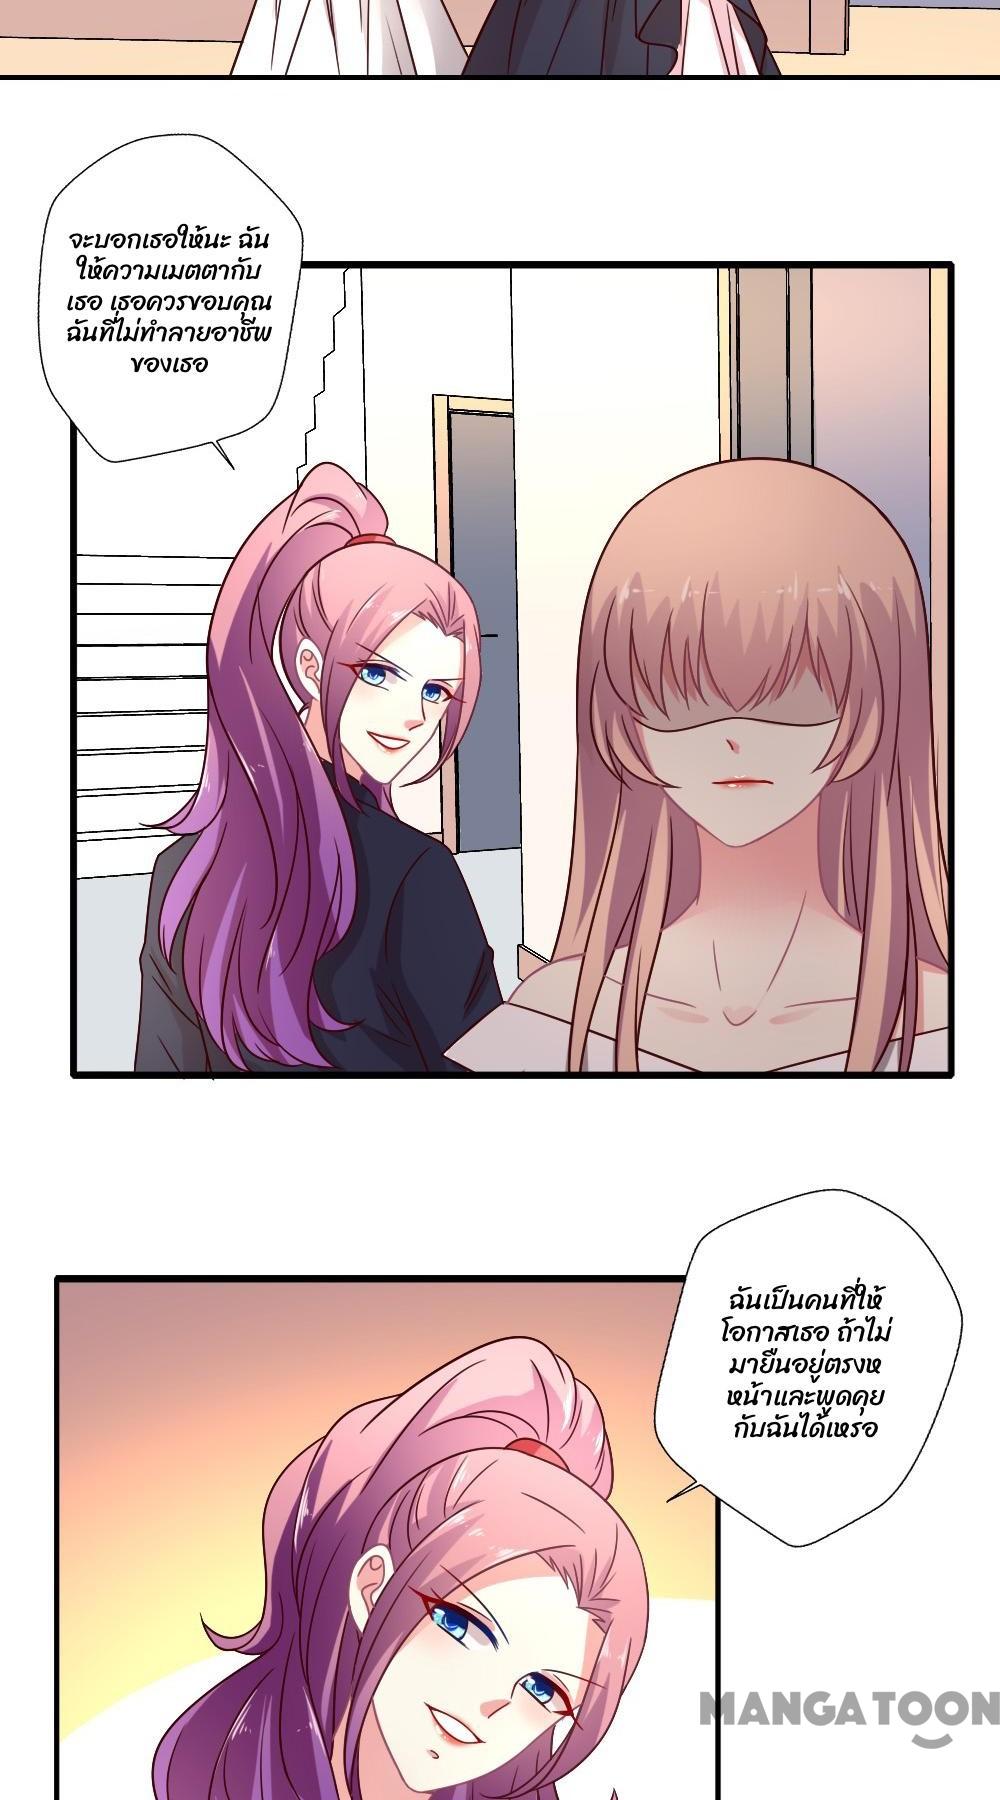 จะบอกเธอให้นะ ฉัน
ให้ความเมตตากับ
เธอ เธอควรขอบคุณ
ฉันที่ไม่ทำลายอาชีพ
ของเธอ
ฉันเป็นคนที่ให้
โอกาสเธอ ถ้าไม่
มายืนอยู่ตรงห
หน้าและพูดคุย
กับฉันได้เหรอ
MANGATOON